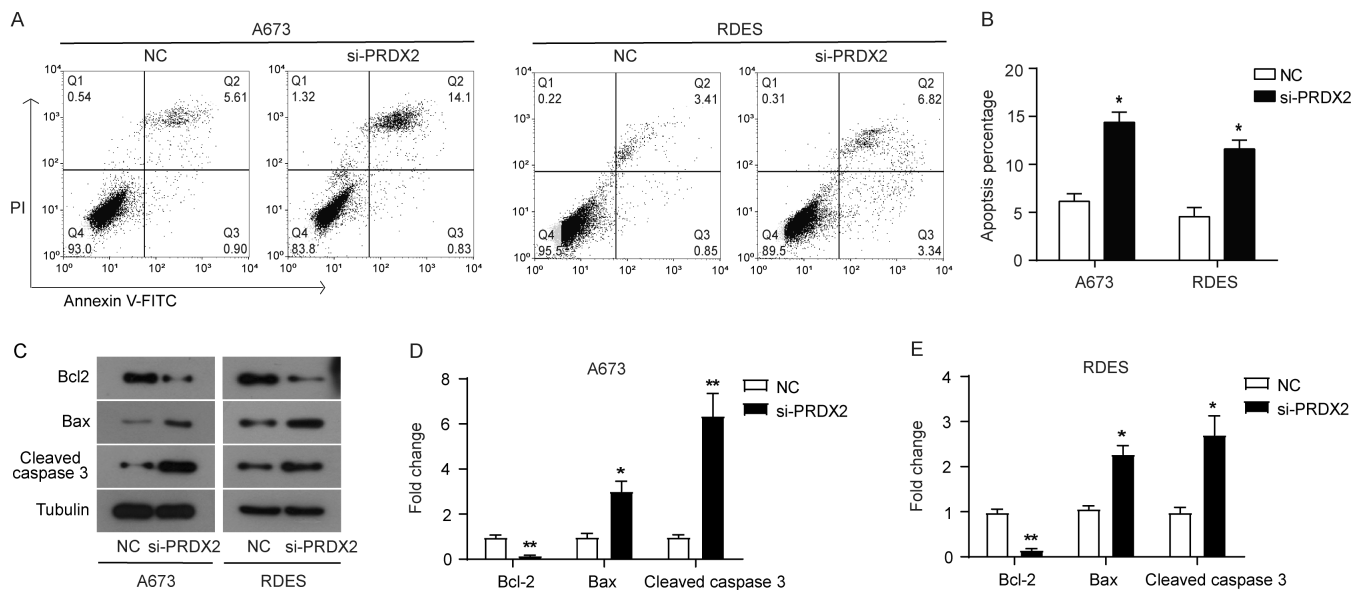 A
A673
NC
si-PRDX2
Q1
0.54
Q2
5.61
Q4
93.0
Q3
0.90
10⁴
10³
10²
10¹
10⁰
10⁰ 10¹ 10² 10³ 10⁴
Q1
1.32
Q2
14.1
Q4
83.8
Q3
0.83
10⁴
10³
10²
10¹
10⁰
10⁰ 10¹ 10² 10³ 10⁴
PI
Annexin V-FITC
RDES
NC
si-PRDX2
Q1
0.22
Q2
3.41
Q4
95.5
Q3
0.85
10⁴
10³
10²
10¹
10⁰
10⁰ 10¹ 10² 10³ 10⁴
Q1
0.31
Q2
6.82
Q4
89.5
Q3
3.34
10⁴
10³
10²
10¹
10⁰
10⁰ 10¹ 10² 10³ 10⁴
B
NC
si-PRDX2
Apoptsis percentage
20
15
10
5
0
*
*
A673 RDES
C
Bcl2
Bax
Cleaved
caspase 3
Tubulin
NC si-PRDX2 NC si-PRDX2
A673 RDES
D
A673
NC
si-PRDX2
Fold change
8
6
4
2
0
**
*
**
Bcl-2 Bax Cleaved caspase 3
E
RDES
NC
si-PRDX2
Fold change
4
3
2
1
0
**
*
*
Bcl-2 Bax Cleaved caspase 3